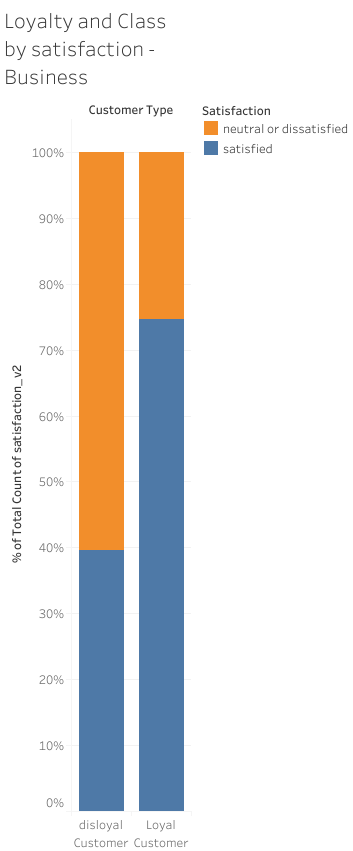 Loyalty and Class
by satisfaction -
Business
Customer Type
Satisfaction
neutral or dissatisfied
satisfied
100%
90%
80%
70%
60%
50%
40%
30%
20%
10%
0%
% of Total Count of satisfaction_v2
disloyal
Customer
Loyal
Customer